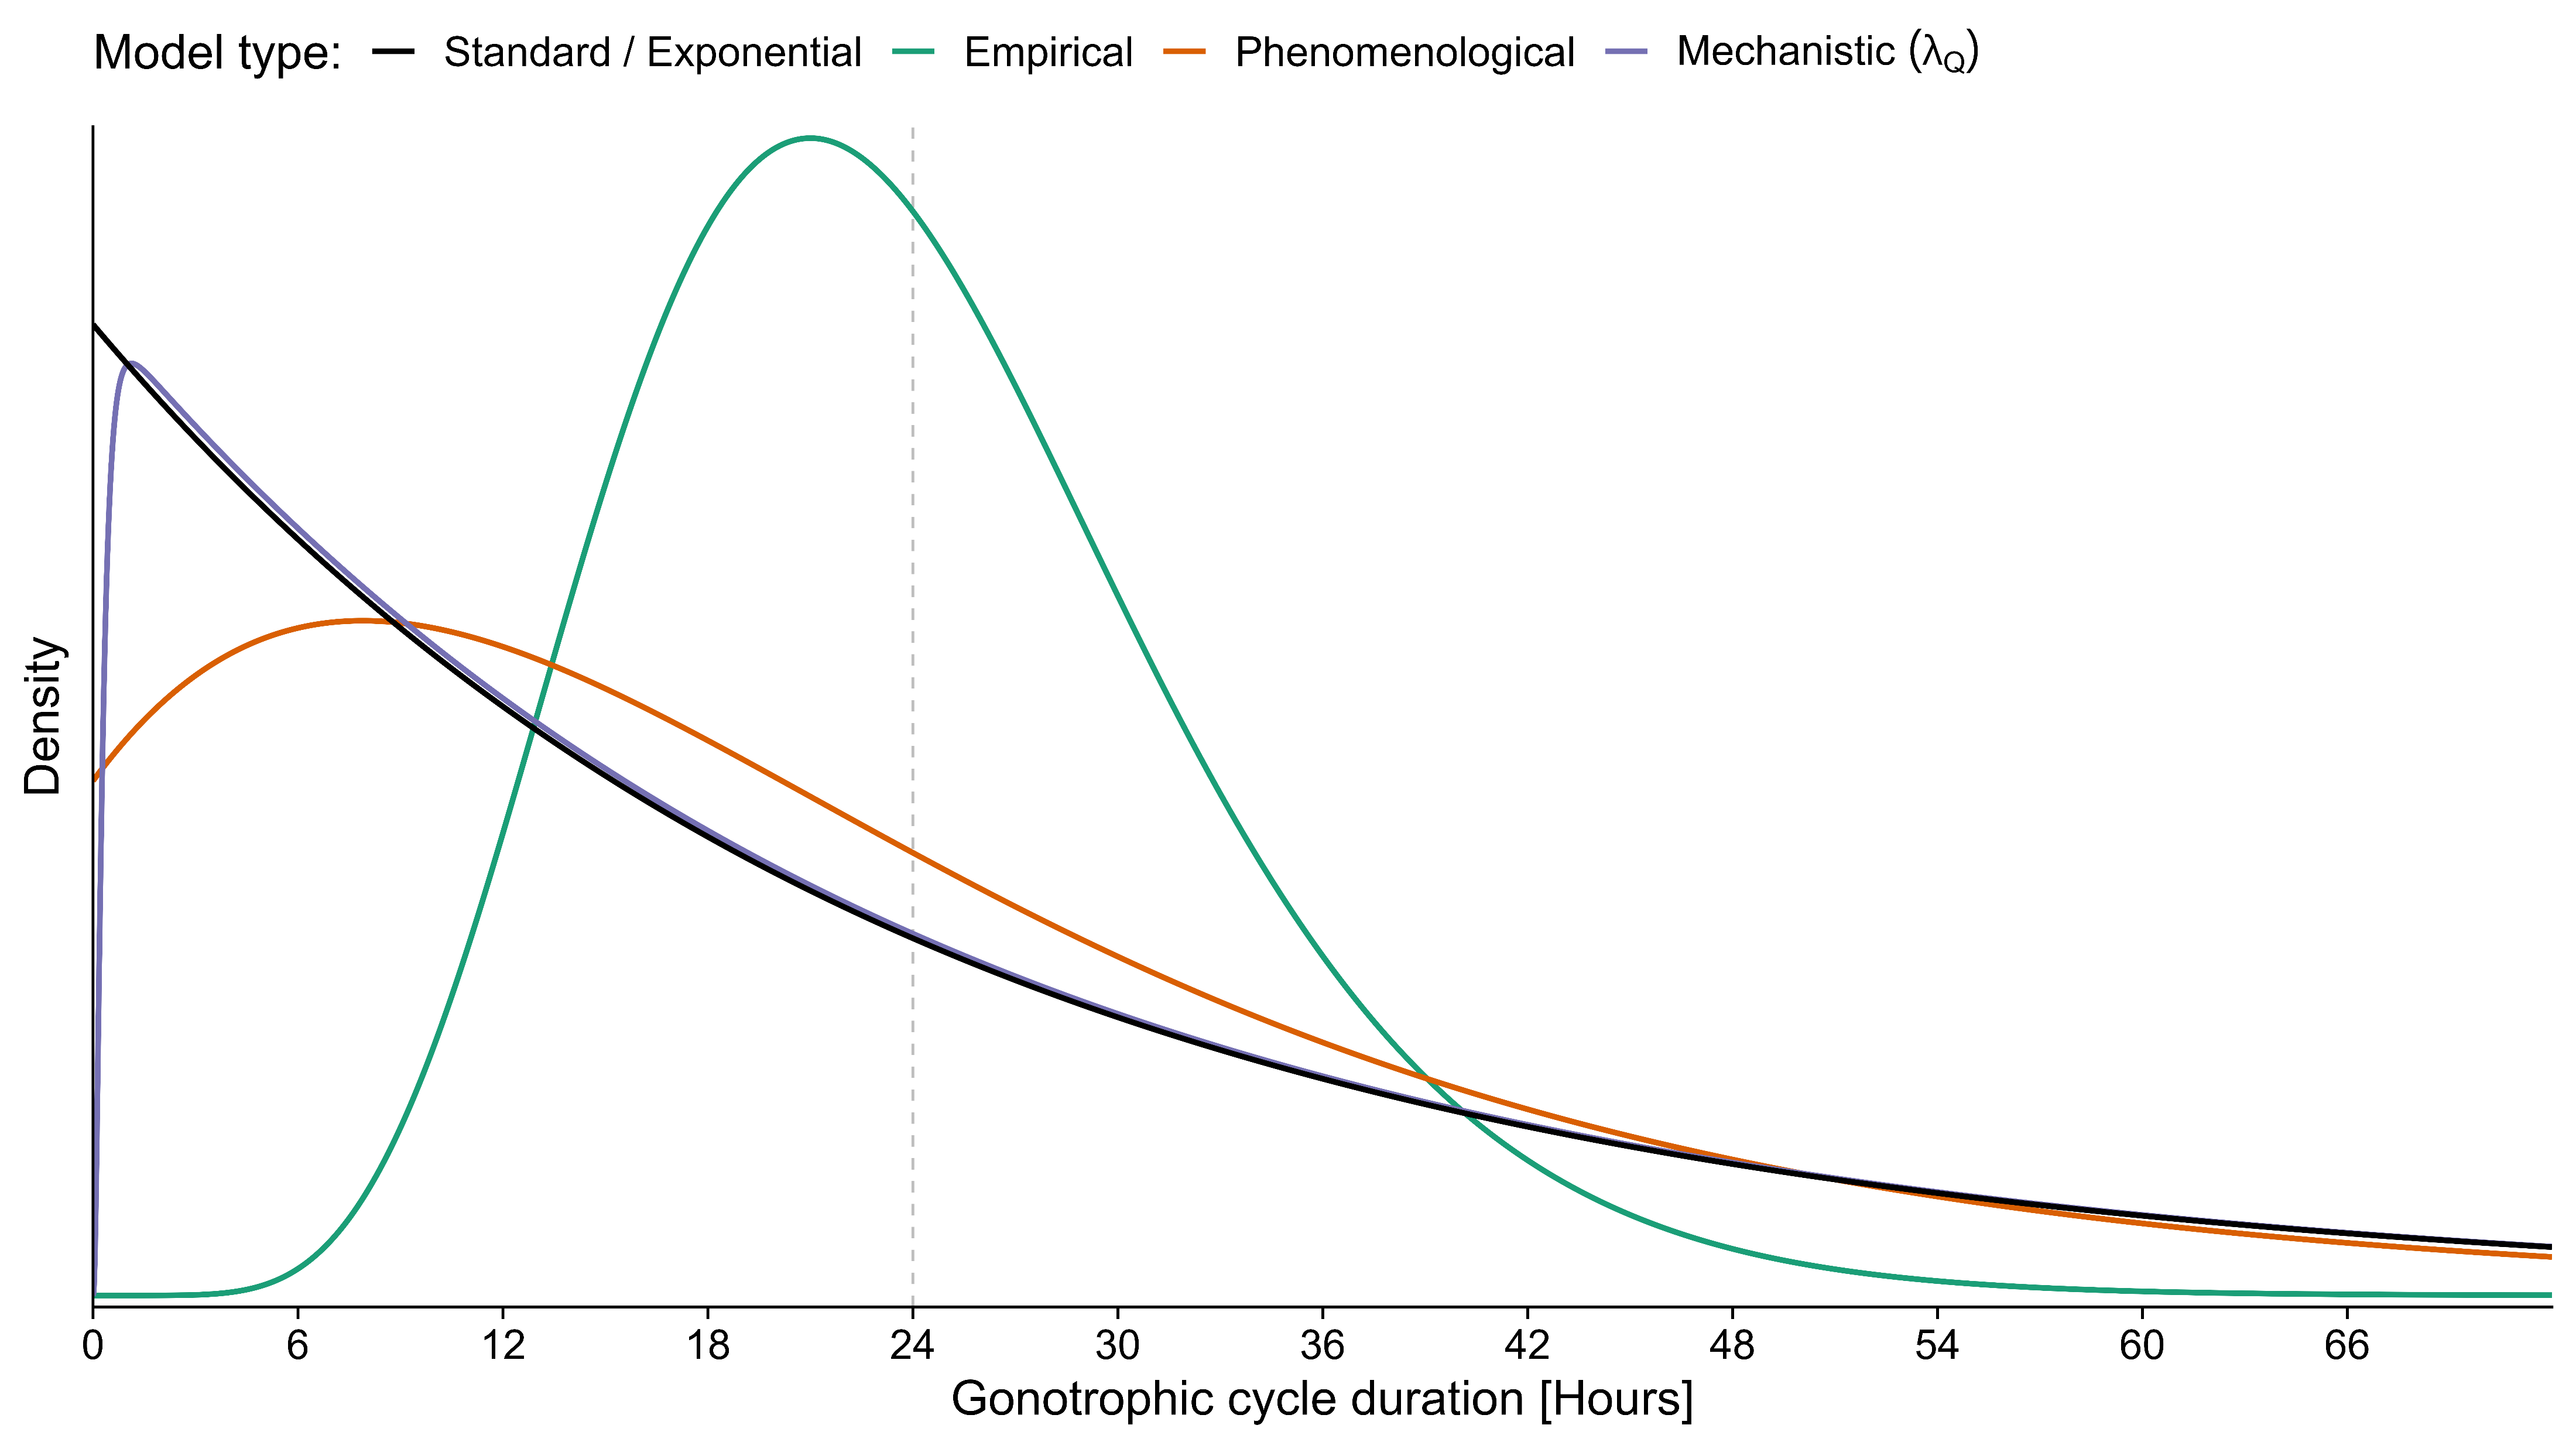 Model type: Standard / Exponential Empirical Phenomenological Mechanistic (λQ)
Density
0 6 12 18 24 30 36 42 48 54 60 66
Gonotrophic cycle duration [Hours]